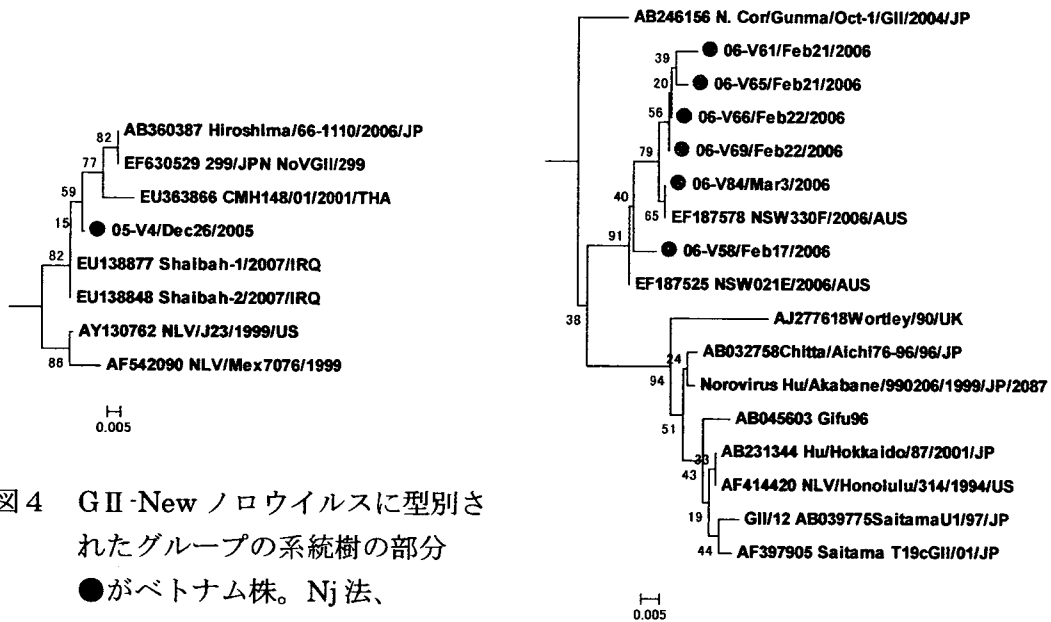 82
AB360387 Hiroshima/66-1110/2006/JP
EF630529 299/JPN NoVGII/299
77
EU363866 CMH148/01/2001/THA
59
05-V4/Dec26/2005
15
EU138877 Shaibah-1/2007/IRQ
82
EU138848 Shaibah-2/2007/IRQ
AY130762 NLV/J23/1999/US
86
AF542090 NLV/Mex7076/1999
0.005
図4 GⅡ-New ノロウイルスに型別さ
れたグループの系統樹の部分
●がベトナム株。Nj 法、
AB246156 N. Cor/Gunma/Oct-1/GII/2004/JP
39
06-V61/Feb21/2006
20
06-V65/Feb21/2006
56
06-V66/Feb22/2006
79
06-V69/Feb22/2006
06-V84/Mar3/2006
40
65
EF187578 NSW330F/2006/AUS
91
06-V58/Feb17/2006
EF187525 NSW021E/2006/AUS
38
AJ277618Wortley/90/UK
24
AB032758Chitta/Aichi76-96/96/JP
94
Norovirus Hu/Akabane/990206/1999/JP/2087
51
AB045603 Gifu96
33
AB231344 Hu/Hokkaido/87/2001/JP
43
AF414420 NLV/Honolulu/314/1994/US
19
GII/12 AB039775SaitamaU1/97/JP
44
AF397905 Saitama T19cGII/01/JP
0.005